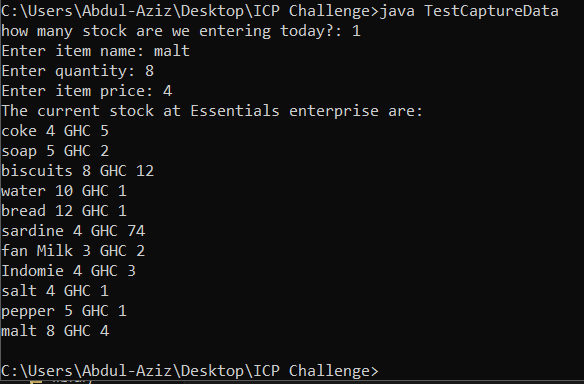 C:\Users\Abdul-Aziz\Desktop\ICP Challenge>java TestCaptureData
how many stock are we entering today?: 1
Enter item name: malt
Enter quantity: 8
Enter item price: 4
The current stock at Essentials enterprise are:
coke 4 GHC 5
soap 5 GHC 2
biscuits 8 GHC 12
water 10 GHC 1
bread 12 GHC 1
sardine 4 GHC 74
fan Milk 3 GHC 2
Indomie 4 GHC 3
salt 4 GHC 1
pepper 5 GHC 1
malt 8 GHC 4
C:\Users\Abdul-Aziz\Desktop\ICP Challenge>